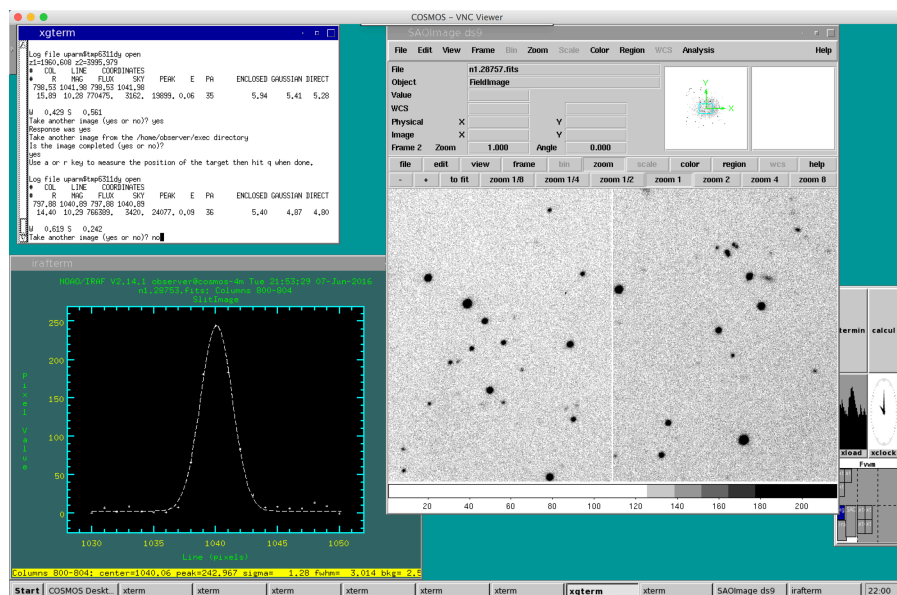 COSMOS - VNC Viewer
xgterm
Log file uparm$tmp6311dy open
z1=1960.608 z2=3995.979
# COL LINE COORDINATES
# R MAG FLUX SKY PEAK E PA ENCLOSED GAUSSIAN DIRECT
798.53 1041.98 798.53 1041.98
15.89 10.28 770475. 3162. 19899. 0.06 35 5.94 5.41 5.28
W 0.429 S 0.561
Take another image (yes or no)? yes
Response was yes
Take another image from the /home/observer/exec directory
Is the image completed (yes or no)?
yes
Use a or r key to measure the position of the target then hit q when done.
Log file uparm$tmp6311dy open
# COL LINE COORDINATES
# R MAG FLUX SKY PEAK E PA ENCLOSED GAUSSIAN DIRECT
797.88 1040.89 797.88 1040.89
14.40 10.29 766389. 3420. 24077. 0.09 36 5.40 4.87 4.80
W 0.619 S 0.242
Take another image (yes or no)? no
SAOImage ds9
File Edit View Frame Bin Zoom Scale Color Region WCS Analysis Help
File n1.28757.fits
Object FieldImage
Value
WCS
Physical X Y
Image X Y
Frame 2 Zoom 1.000 Angle 0.000
Y
X
file edit view frame bin zoom scale color region wcs help
- + to fit zoom 1/8 zoom 1/4 zoom 1/2 zoom 1 zoom 2 zoom 4 zoom 8
20 40 60 80 100 120 140 160 180 200
irafterm
NOAO/IRAF V2.14.1 observer@cosmos-4m Tue 21:53:29 07-Jun-2016
n1.28753.fits: Columns 800-804
SlitImage
250
200
150
100
50
0
Pixel Value
1030 1035 1040 1045 1050
Line (pixels)
Columns 800-804: center=1040.06 peak=242.967 sigma= 1.28 fwhm= 3.014 bkg= 2.5
termin calcul
xload xclock
Fvwm
Start COSMOS Deskt... xterm xterm xterm xterm xterm xterm xgterm xterm SAOImage ds9 irafterm 22:00